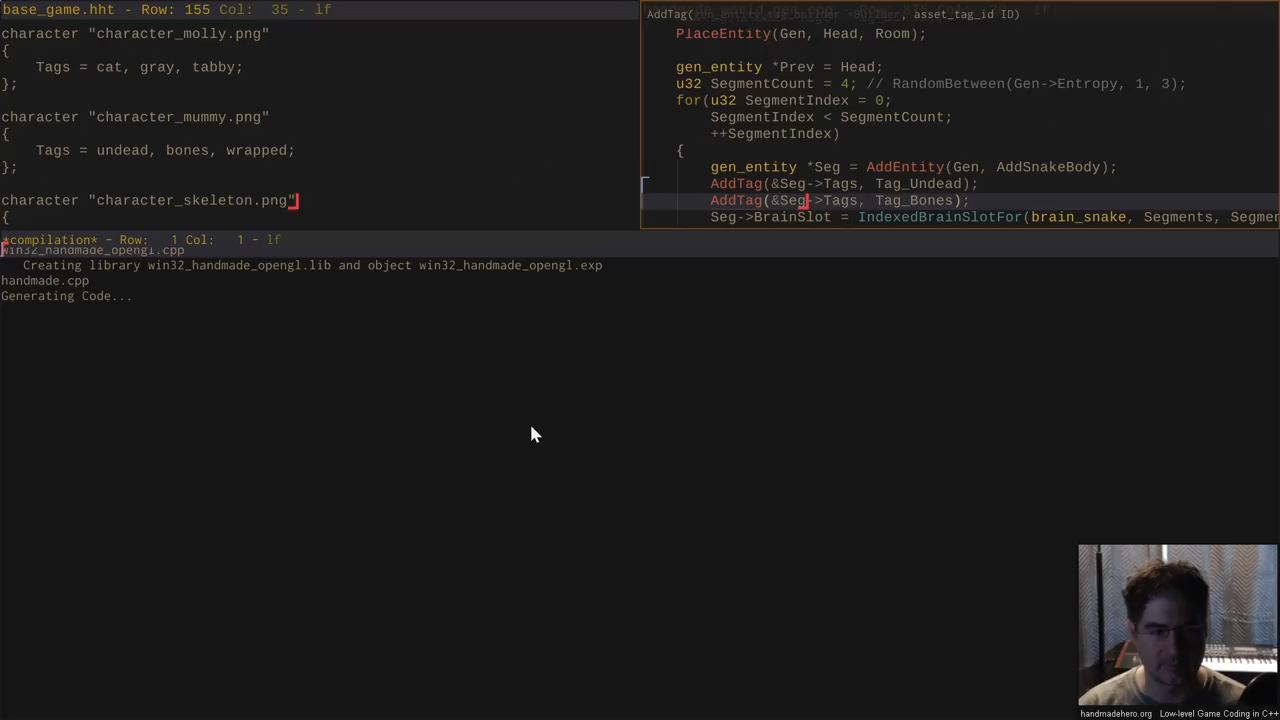 base_game.hht - Row: 155 Col:  35 - lf
character "character_molly.png"
{
    Tags = cat, gray, tabby;
};
character "character_mummy.png"
{
    Tags = undead, bones, wrapped;
};
character "character_skeleton.png"
{
AddTag(gen_entity_tag_builder *Builder, asset_tag_id ID)
PlaceEntity(Gen, Head, Room);
gen_entity *Prev = Head;
u32 SegmentCount = 4; // RandomBetween(Gen->Entropy, 1, 3);
for(u32 SegmentIndex = 0;
    SegmentIndex < SegmentCount;
    ++SegmentIndex)
{
    gen_entity *Seg = AddEntity(Gen, AddSnakeBody);
    AddTag(&Seg->Tags, Tag_Undead);
    AddTag(&Seg->Tags, Tag_Bones);
    Seg->BrainSlot = IndexedBrainSlotFor(brain_snake, Segments, Segmen
*compilation* - Row:   1 Col:   1 - lf
win32_handmade_opengl.cpp
   Creating library win32_handmade_opengl.lib and object win32_handmade_opengl.exp
handmade.cpp
Generating Code...
handmadehero.org   Low-level Game Coding in C++